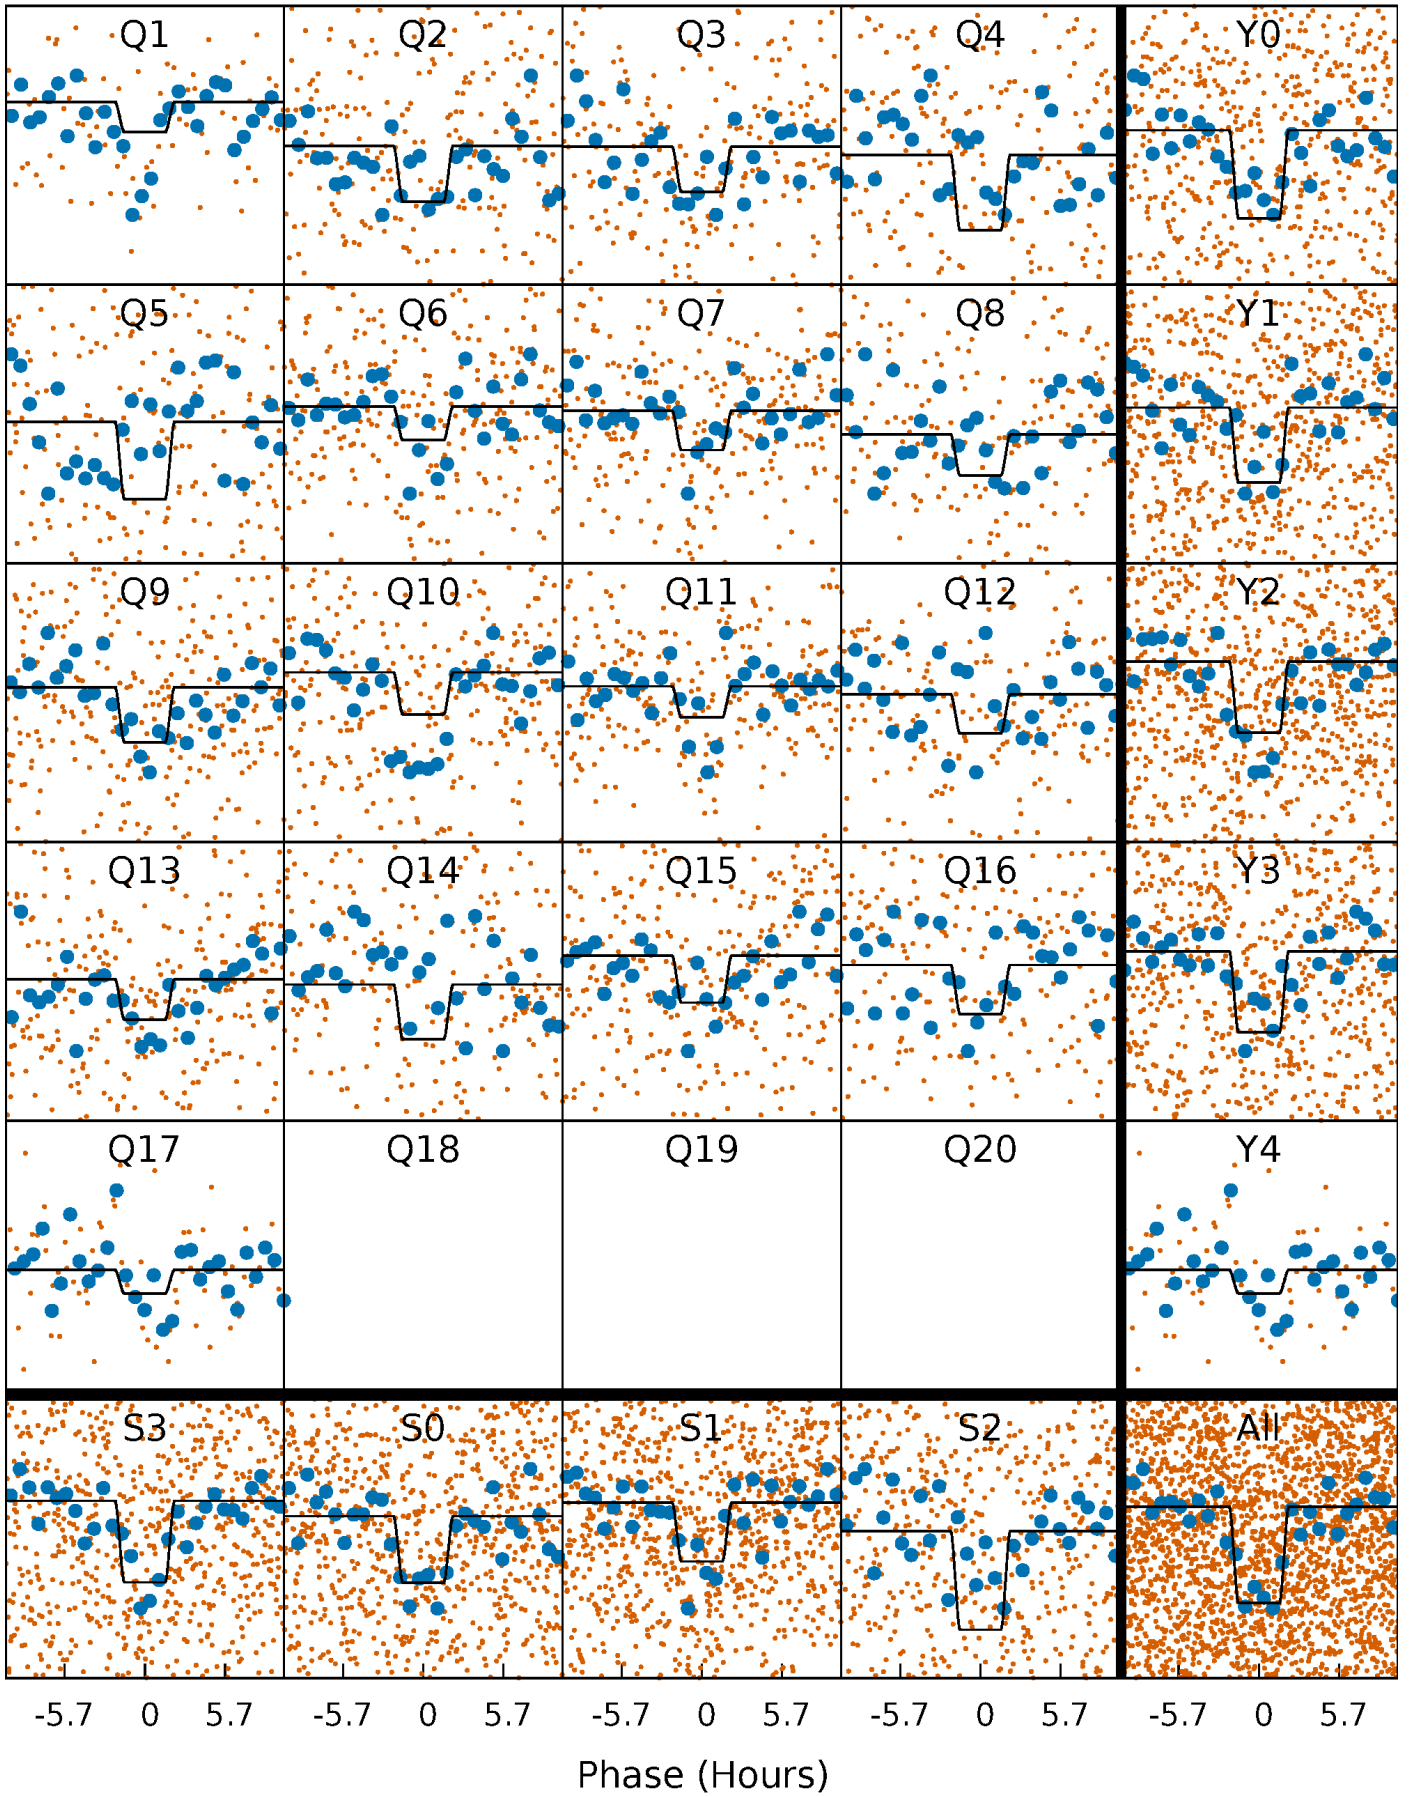 Q1 Q2 Q3 Q4 Y0
Q5 Q6 Q7 Q8 Y1
Q9 Q10 Q11 Q12 Y2
Q13 Q14 Q15 Q16 Y3
Q17 Q18 Q19 Q20 Y4
S3 S0 S1 S2 All
-5.7 0 5.7 -5.7 0 5.7 -5.7 0 5.7 -5.7 0 5.7 -5.7 0 5.7
Phase (Hours)